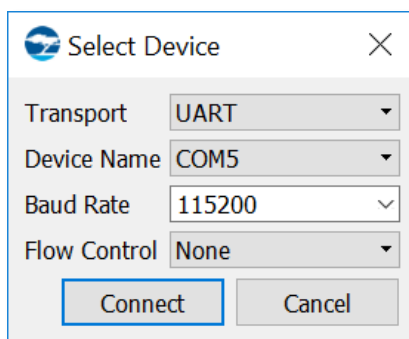 Select Device
Transport UART
Device Name COM5
Baud Rate 115200
Flow Control None
Connect Cancel